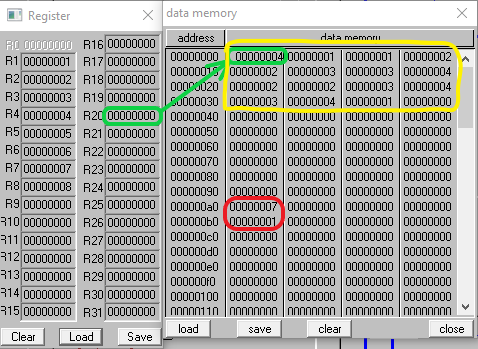 Register
R0 00000000 R16 00000000
R1 00000001 R17 00000000
R2 00000002 R18 00000000
R3 00000003 R19 00000000
R4 00000004 R20 00000000
R5 00000005 R21 00000000
R6 00000006 R22 00000000
R7 00000007 R23 00000000
R8 00000008 R24 00000000
R9 00000000 R25 00000000
R10 00000000 R26 00000000
R11 00000000 R27 00000000
R12 00000000 R28 00000000
R13 00000000 R29 00000000
R14 00000000 R30 00000000
R15 00000000 R31 00000000
Clear Load Save
data memory
address data memory
00000000 00000004 00000001 00000001 00000002
00000010 00000002 00000003 00000003 00000004
00000020 00000002 00000002 00000003 00000004
00000030 00000003 00000004 00000001 00000000
00000040 00000000 00000000 00000000 00000000
00000050 00000000 00000000 00000000 00000000
00000060 00000000 00000000 00000000 00000000
00000070 00000000 00000000 00000000 00000000
00000080 00000000 00000000 00000000 00000000
00000090 00000000 00000000 00000000 00000000
000000a0 00000007 00000000 00000000 00000000
000000b0 00000001 00000000 00000000 00000000
000000c0 00000000 00000000 00000000 00000000
000000d0 00000000 00000000 00000000 00000000
000000e0 00000000 00000000 00000000 00000000
000000f0 00000000 00000000 00000000 00000000
00000100 00000000 00000000 00000000 00000000
00000110 00000000 00000000 00000000 00000000
load save clear close